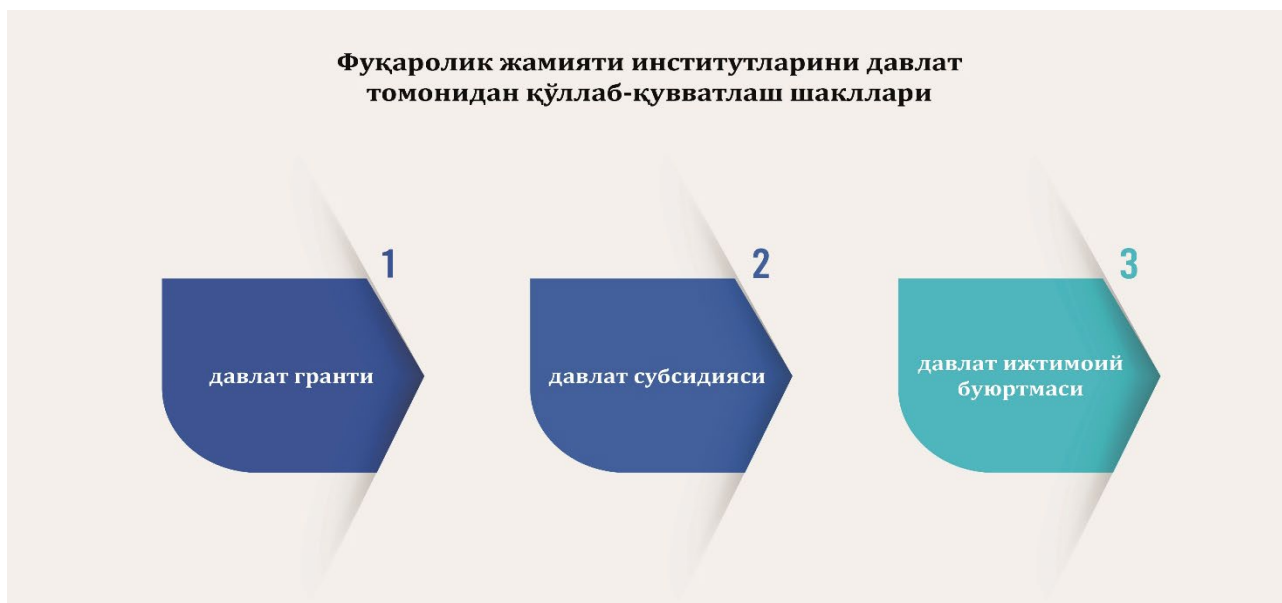 Фуқаролик жамияти институтларини давлат
томонидан қўллаб-қувватлаш шакллари
1
давлат гранти
2
давлат субсидияси
3
давлат ижтимоий
буюртмаси